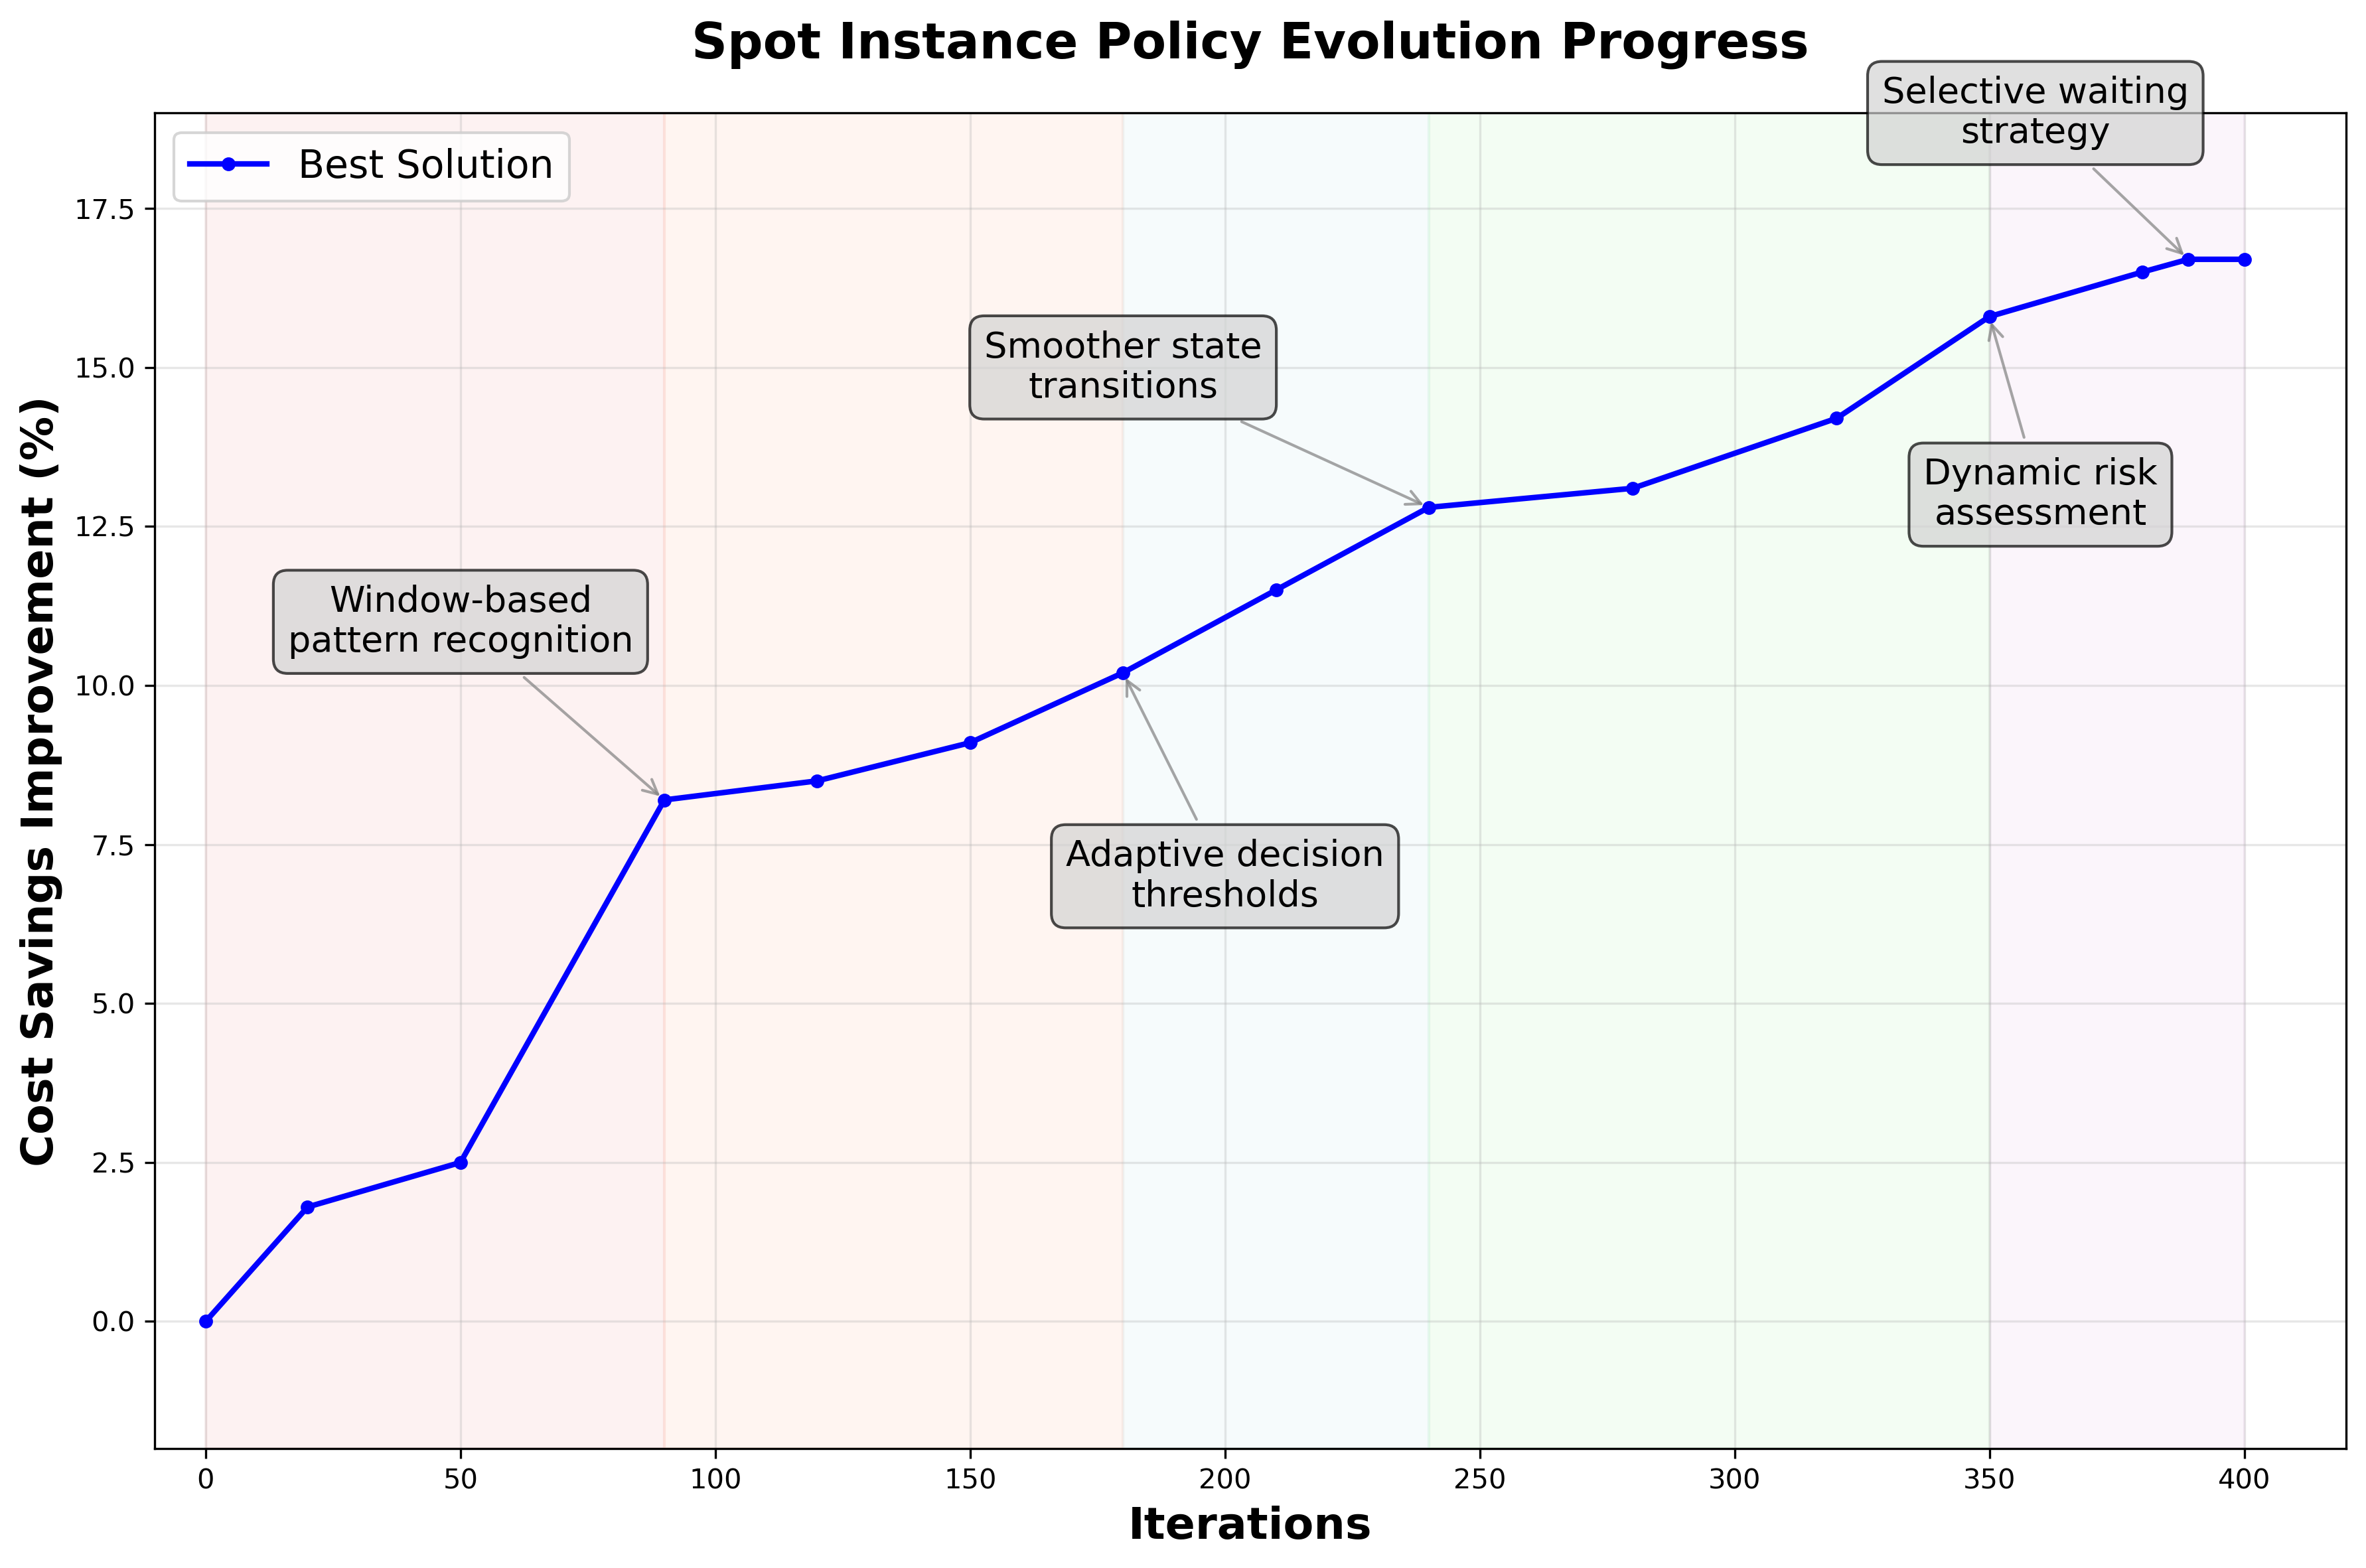 Spot Instance Policy Evolution Progress
Selective waiting
strategy
Best Solution
Smoother state
transitions
Dynamic risk
assessment
Window-based
pattern recognition
Adaptive decision
thresholds
Cost Savings Improvement (%)
17.5
15.0
12.5
10.0
7.5
5.0
2.5
0.0
0 50 100 150 200 250 300 350 400
Iterations